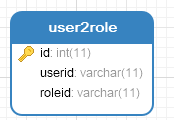 user2role
id: int(11)
userid: varchar(11)
roleid: varchar(11)